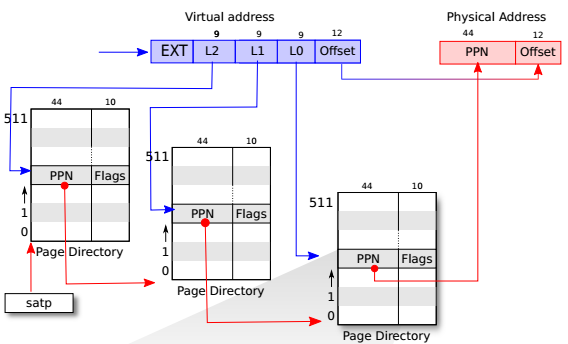 Virtual address
Physical Address
9 9 9 12
EXT L2 L1 L0 Offset
44 12
PPN Offset
44 10
511
PPN Flags
1
0
Page Directory
satp
44 10
511
PPN Flags
1
0
Page Directory
44 10
511
PPN Flags
1
0
Page Directory